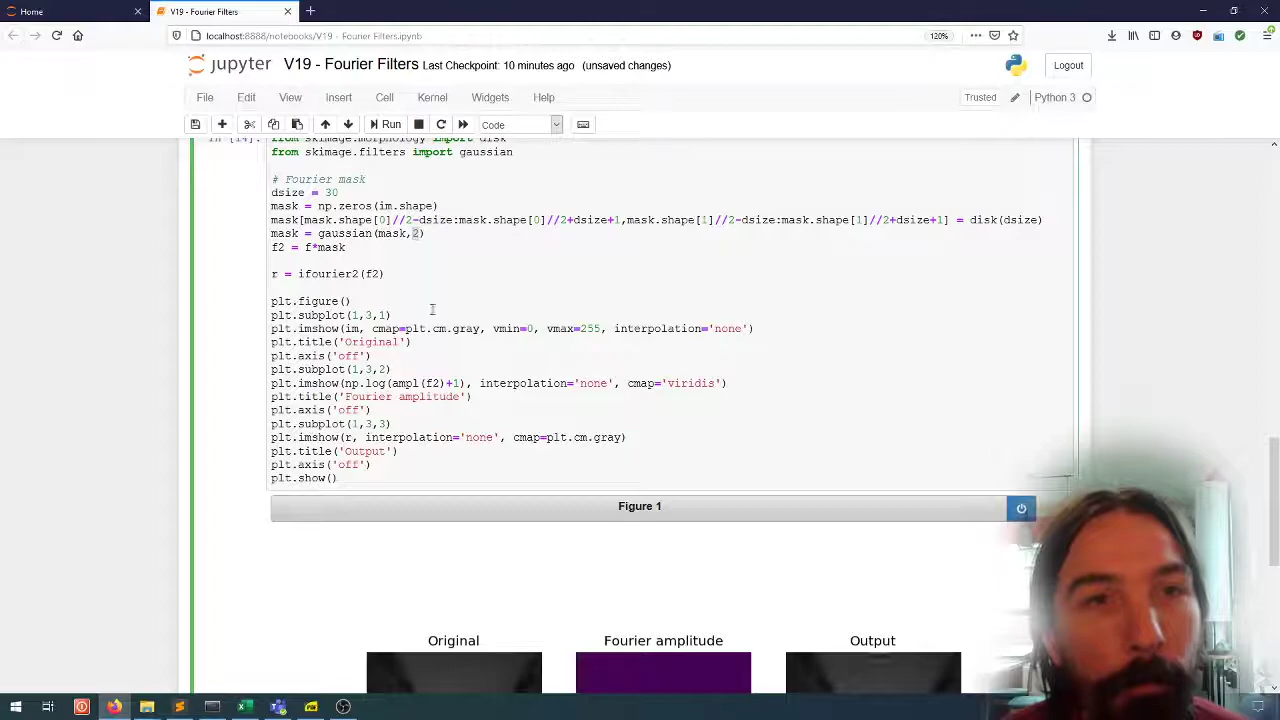 Home
V19 - Fourier Filters
localhost:8888/notebooks/V19 - Fourier Filters.ipynb
120%
jupyter V19 - Fourier Filters Last Checkpoint: 10 minutes ago (unsaved changes)
Logout
File Edit View Insert Cell Kernel Widgets Help
Trusted
Python 3
Run
Code
In [14]: from skimage.morphology import disk
from skimage.filters import gaussian
# Fourier mask
dsize = 30
mask = np.zeros(im.shape)
mask[mask.shape[0]//2-dsize:mask.shape[0]//2+dsize+1,mask.shape[1]//2-dsize:mask.shape[1]//2+dsize+1] = disk(dsize)
mask = gaussian(mask,2)
f2 = f*mask
r = ifourier2(f2)
plt.figure()
plt.subplot(1,3,1)
plt.imshow(im, cmap=plt.cm.gray, vmin=0, vmax=255, interpolation='none')
plt.title('Original')
plt.axis('off')
plt.subplot(1,3,2)
plt.imshow(np.log(ampl(f2)+1), interpolation='none', cmap='viridis')
plt.title('Fourier amplitude')
plt.axis('off')
plt.subplot(1,3,3)
plt.imshow(r, interpolation='none', cmap=plt.cm.gray)
plt.title('Output')
plt.axis('off')
plt.show()
Figure 1
Original
Fourier amplitude
Output